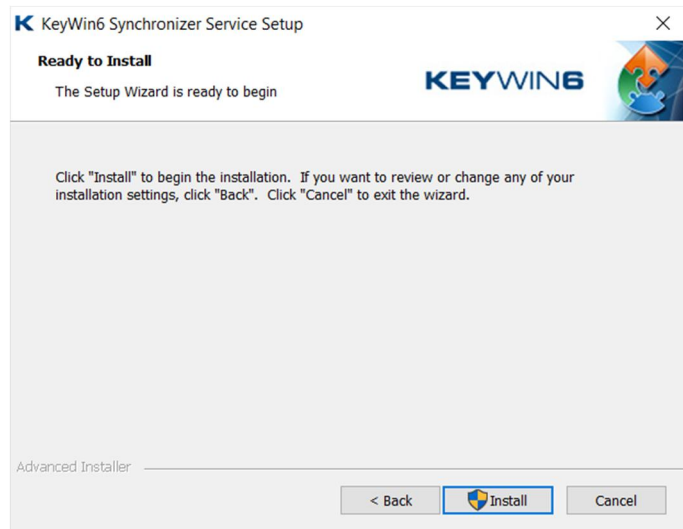 K KeyWin6 Synchronizer Service Setup
Ready to Install
The Setup Wizard is ready to begin
KEYWIN6
Click "Install" to begin the installation. If you want to review or change any of your
installation settings, click "Back". Click "Cancel" to exit the wizard.
Advanced Installer
< Back
Install
Cancel